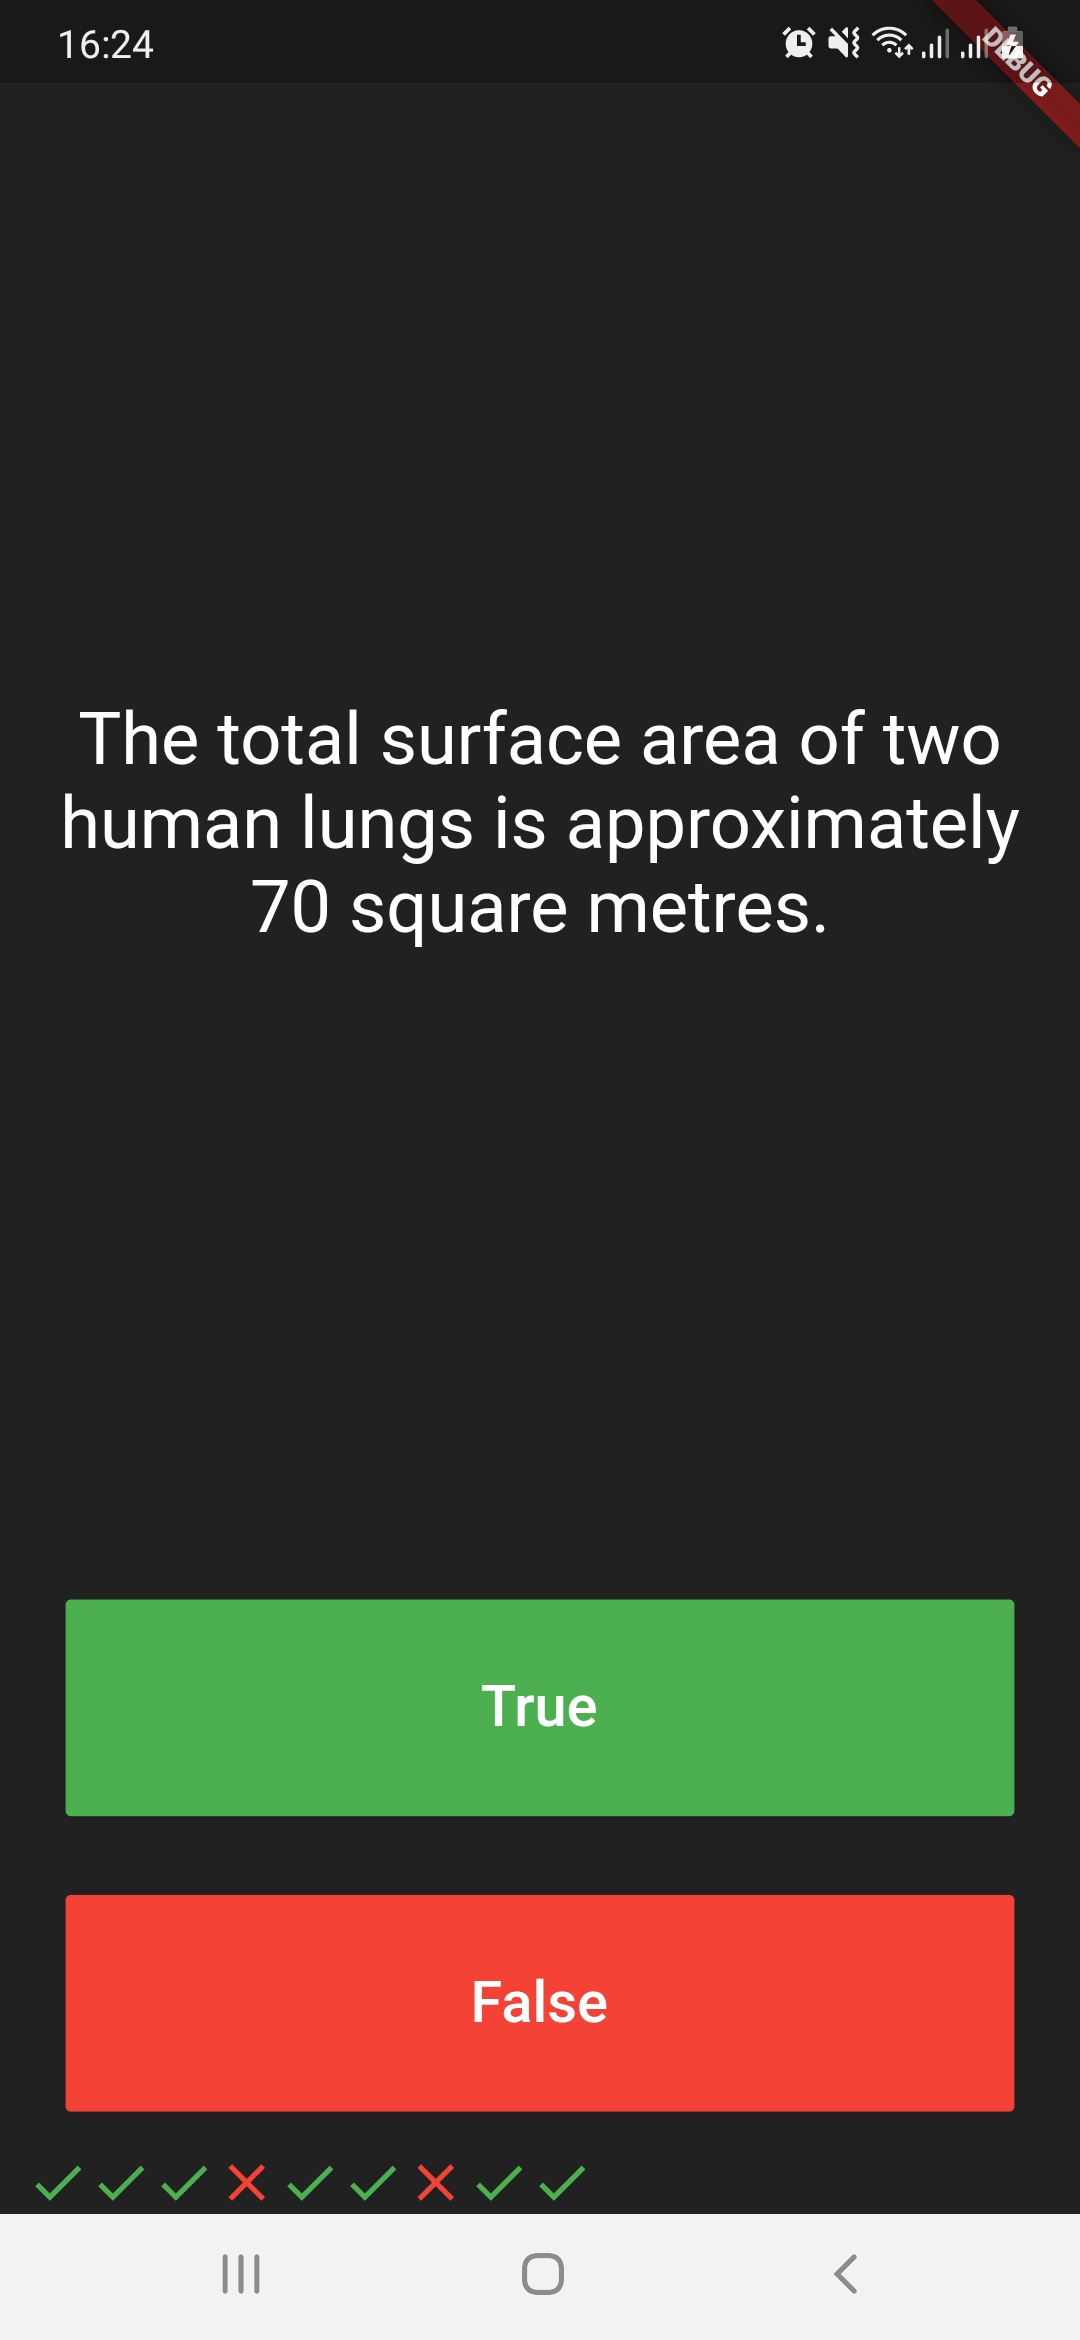 16:24
DEBUG
The total surface area of two
human lungs is approximately
70 square metres.
True
False